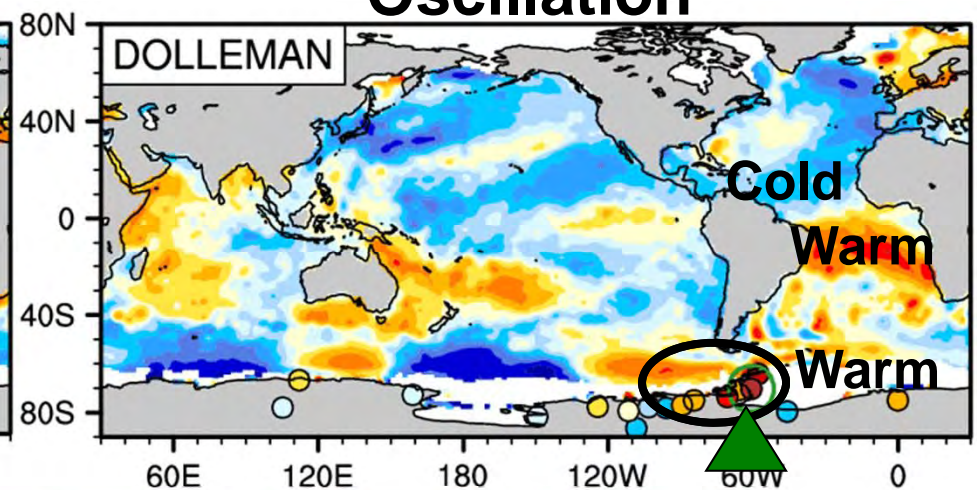 Oscillation
80N
DOLLEMAN
40N
Cold
0
Warm
40S
Warm
80S
60E 120E 180 120W 60W 0